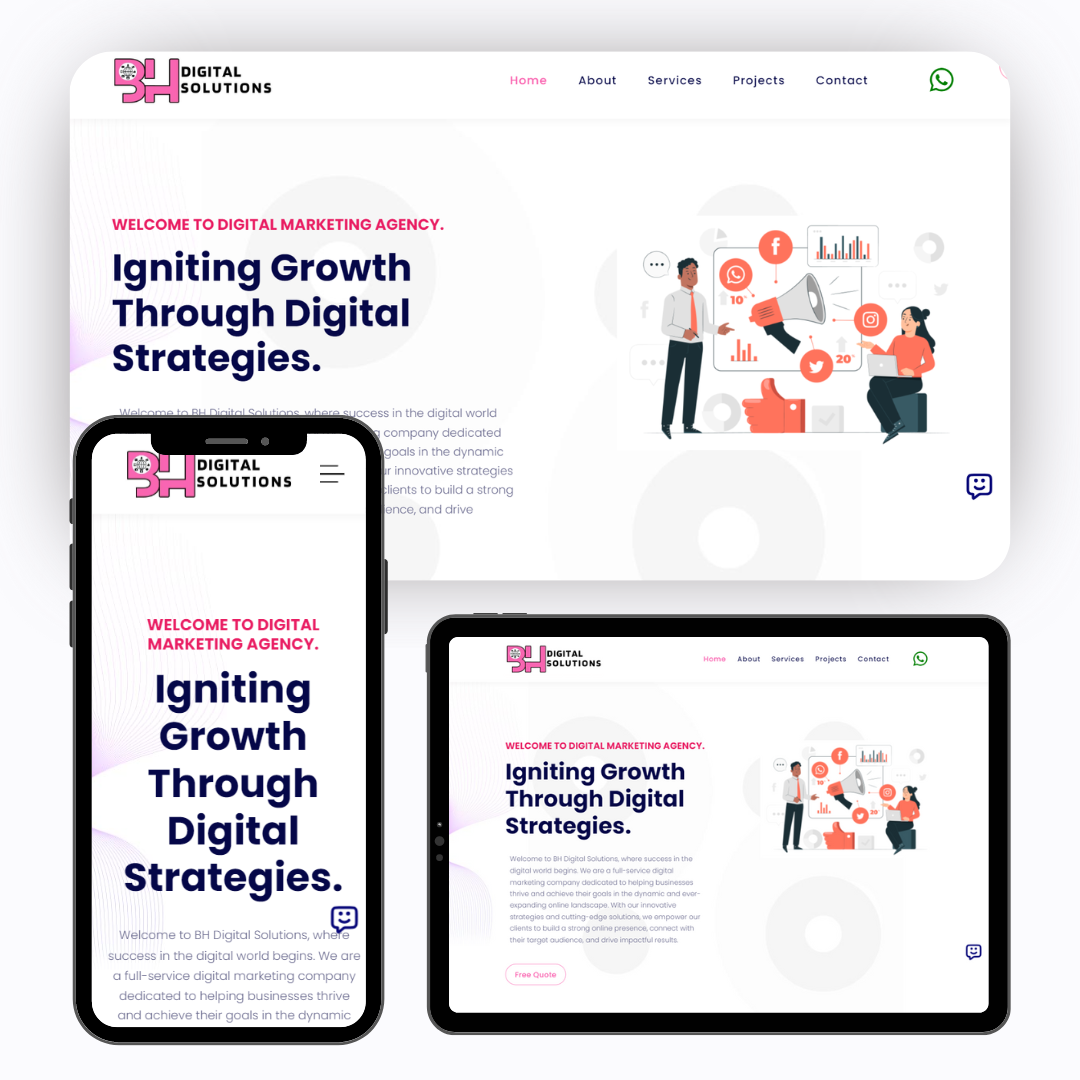 BH DIGITAL
SOLUTIONS
Home About Services Projects Contact
WELCOME TO DIGITAL MARKETING AGENCY.
Igniting Growth
Through Digital
Strategies.
Welcome to BH Digital Solutions, where success in the digital world
company dedicated
goals in the dynamic
innovative strategies
clients to build a strong
and drive
10%
20%
BH DIGITAL
SOLUTIONS
WELCOME TO DIGITAL
MARKETING AGENCY.
Igniting
Growth
Through
Digital
Strategies.
Welcome to BH Digital Solutions, where
success in the digital world begins. We are
a full-service digital marketing company
dedicated to helping businesses thrive
and achieve their goals in the dynamic
BH DIGITAL
SOLUTIONS
Home About Services Projects Contact
WELCOME TO DIGITAL MARKETING AGENCY.
Igniting Growth
Through Digital
Strategies.
Welcome to BH Digital Solutions, where success in the
digital world begins. We are a full-service digital
marketing company dedicated to helping businesses
thrive and achieve their goals in the dynamic and ever-
expanding online landscape. With our innovative
strategies and cutting-edge solutions, we empower our
clients to build a strong online presence, connect with
their target audience, and drive impactful results.
Free Quote
10
20